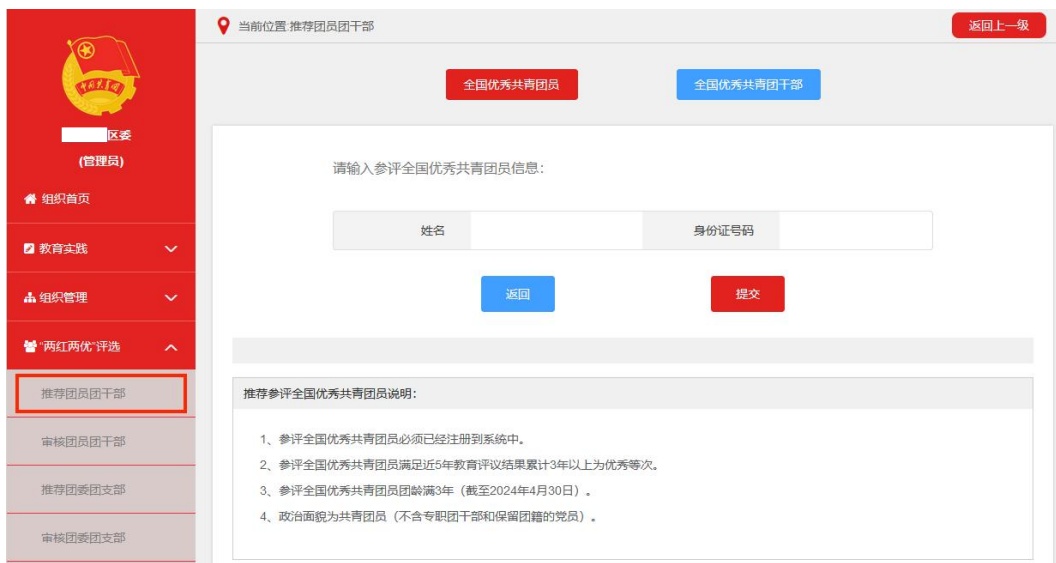 当前位置:推荐团员团干部
返回上一级
中国共青团
区委
(管理员)
组织首页
教育实践
组织管理
"两红两优"评选
推荐团员团干部
审核团员团干部
推荐团委团支部
审核团委团支部
全国优秀共青团员
全国优秀共青团干部
请输入参评全国优秀共青团员信息:
姓名
身份证号码
返回
提交
推荐参评全国优秀共青团员说明:
1、参评全国优秀共青团员必须已经注册到系统中。
2、参评全国优秀共青团员满足近5年教育评议结果累计3年以上为优秀等次。
3、参评全国优秀共青团员团龄满3年（截至2024年4月30日）。
4、政治面貌为共青团员（不含专职团干部和保留团籍的党员）.